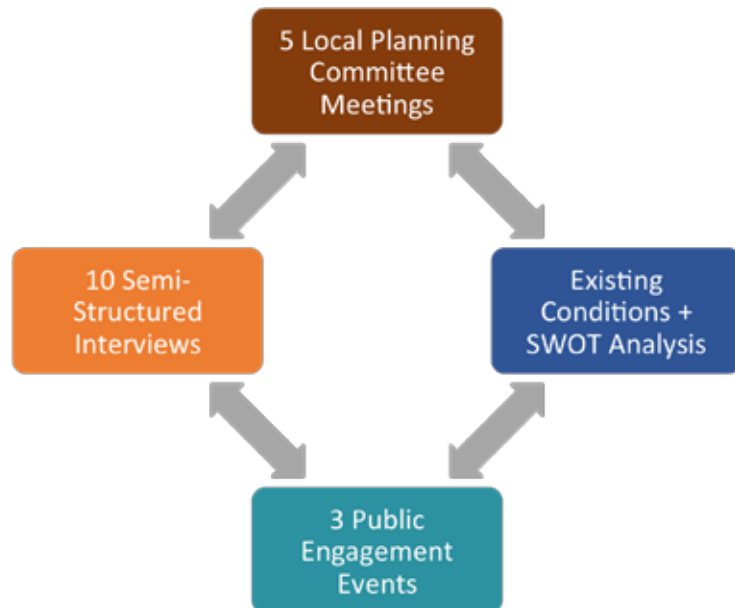 5 Local Planning
Committee
Meetings
10 Semi-
Structured
Interviews
Existing
Conditions +
SWOT Analysis
3 Public
Engagement
Events